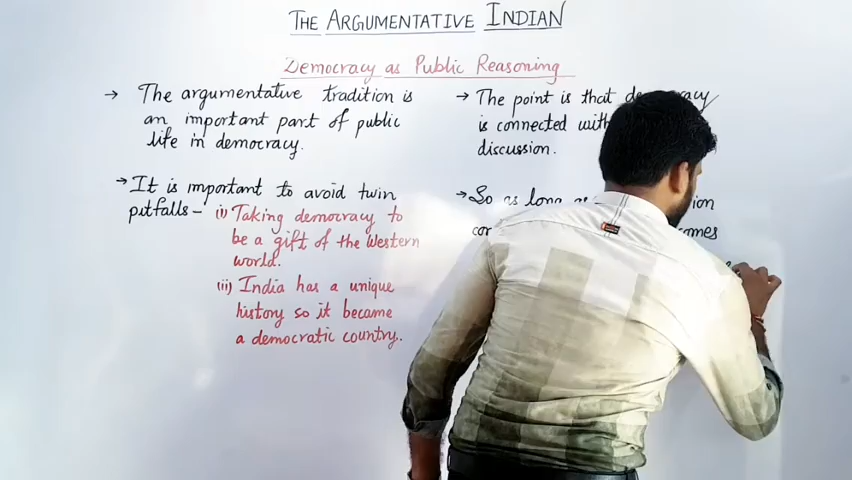 THE ARGUMENTATIVE INDIAN
Democracy as Public Reasoning
→ The argumentative tradition is
an important part of public
life in democracy.
→ It is important to avoid twin
pitfalls - (i) Taking democracy to
be a gift of the Western
world.
(ii) India has a unique
history so it became
a democratic country.
→ The point is that
is connected with
discussion.
→ So as long as